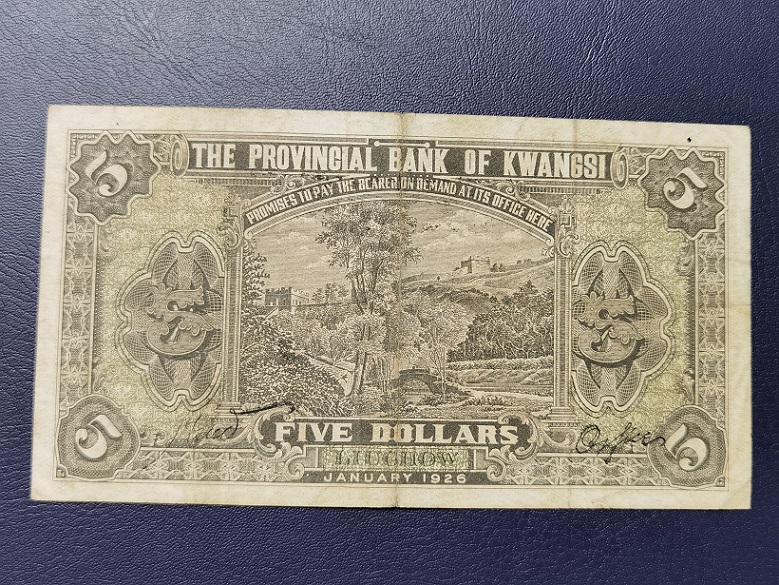 5 THE PROVINCIAL BANK OF KWANGSI 5
PROMISES TO PAY THE BEARER ON DEMAND AT ITS OFFICE HERE
5 5
5 FIVE DOLLARS 5
LIUCHOW
JANUARY 1926